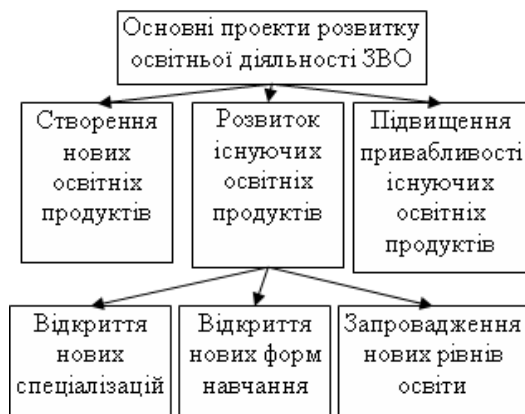 Основні проекти розвитку
освітньої діяльності ЗВО
Створення
нових
освітніх
продуктів
Розвиток
існуючих
освітніх
продуктів
Підвищення
привабливості
існуючих
освітніх
продуктів
Відкриття
нових
спеціалізацій
Відкриття
нових форм
навчання
Запровадження
нових рівнів
освіти